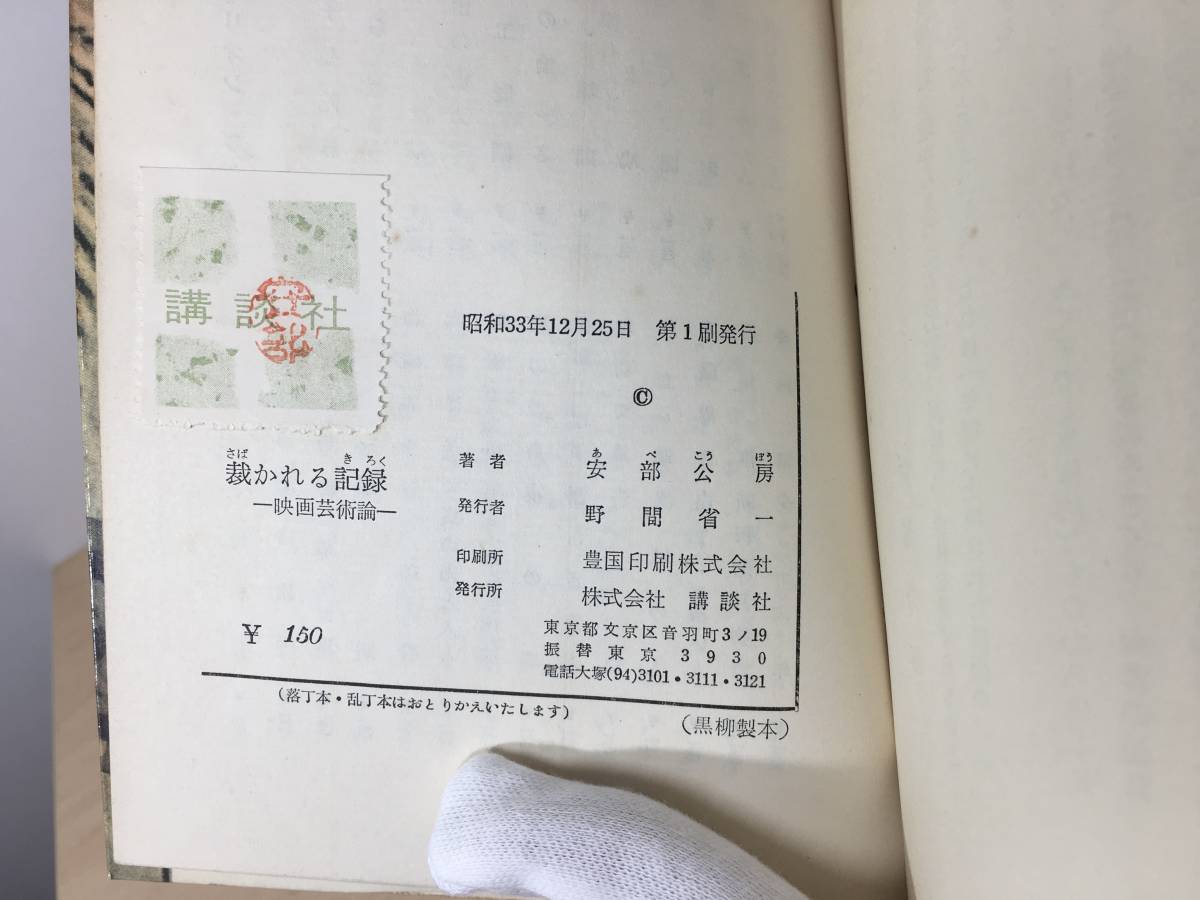 講談社
昭和33年12月25日 第1刷発行
©
さば きろく
裁かれる記録
―映画芸術論―
著者 安部公房
あ べ こう ぼう
発行者 野間省一
印刷所 豊国印刷株式会社
発行所 株式会社 講談社
東京都文京区音羽町3ノ19
振替東京3930
電話大塚(94)3101・3111・3121
¥ 150
(落丁本・乱丁本はおとりかえいたします)
(黒柳製本)